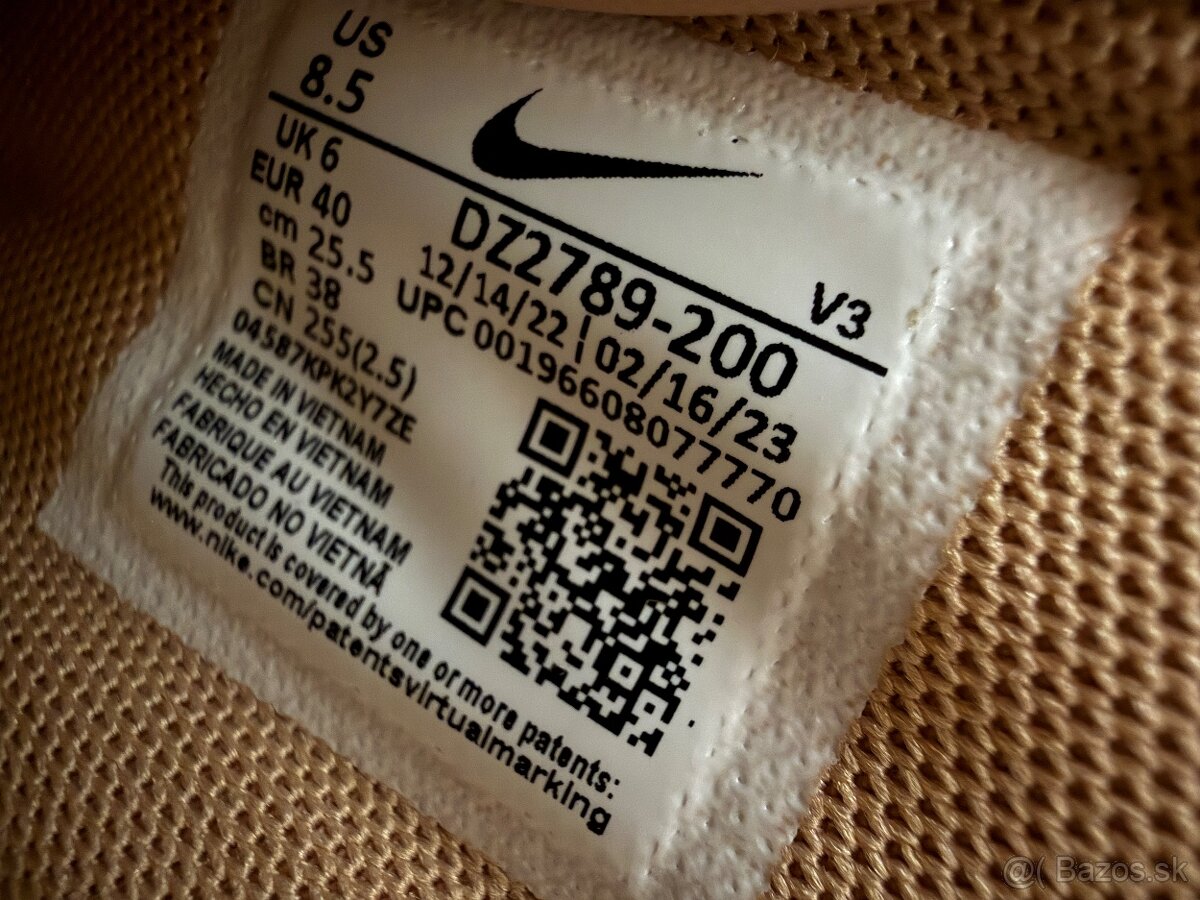 US
8.5
UK 6
EUR 40
cm 25.5
BR 38
CN 255(2.5)
04587KPK2Y7ZE
MADE IN VIETNAM
HECHO EN VIETNAM
FABRIQUE AU VIETNAM
FABRICADO NO VIETNÃ
This product is covered by one or more patents:
www.nike.com/patentsvirtualmarking
V3
DZ2789-200
12/14/22 | 02/16/23
UPC 00196608077770
@( Bazos.sk